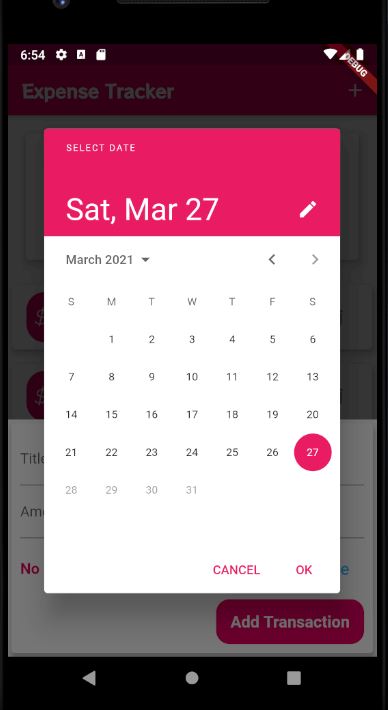 6:54
DEBUG
Expense Tracker
SELECT DATE
Sat, Mar 27
March 2021
S M T W T F S
1 2 3 4 5 6
7 8 9 10 11 12 13
14 15 16 17 18 19 20
21 22 23 24 25 26 27
28 29 30 31
Title
No
CANCEL OK
Add Transaction